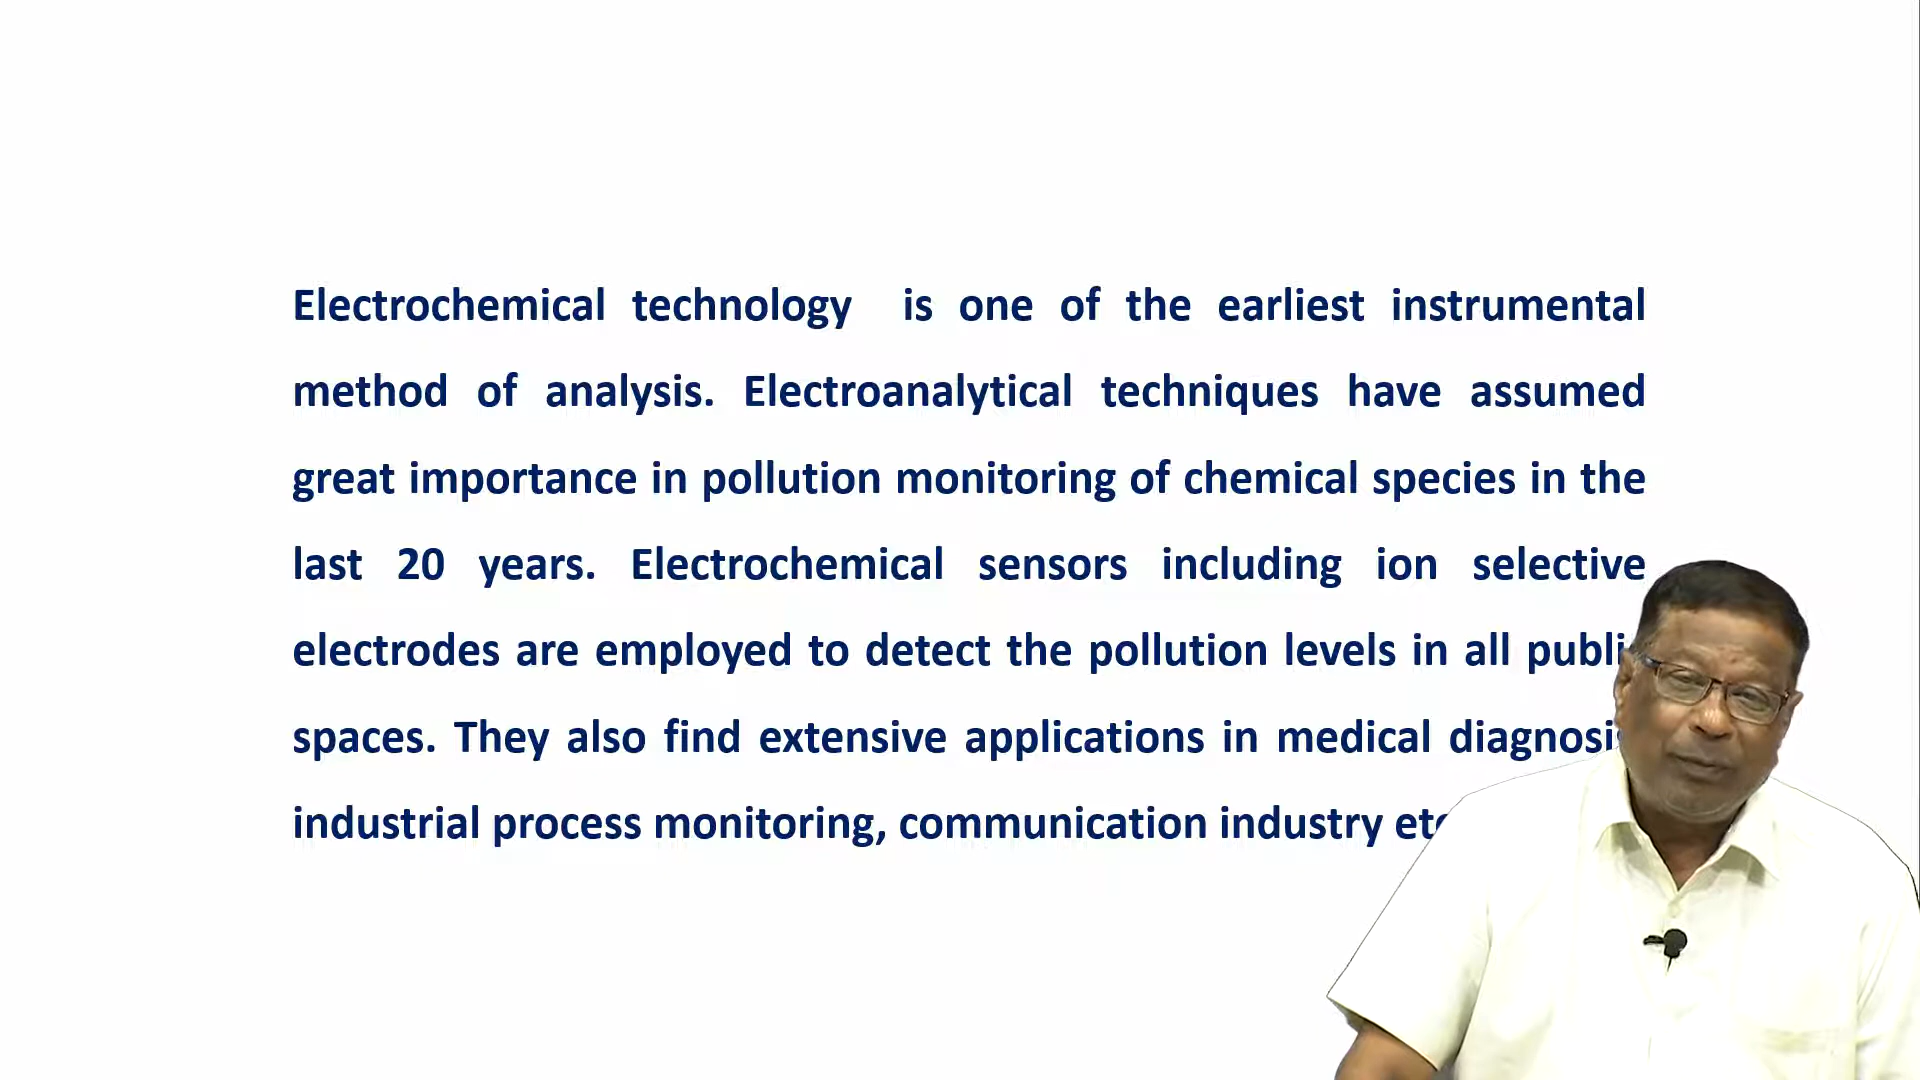 Electrochemical technology is one of the earliest instrumental
method of analysis. Electroanalytical techniques have assumed
great importance in pollution monitoring of chemical species in the
last 20 years. Electrochemical sensors including ion selective
electrodes are employed to detect the pollution levels in all
spaces. They also find extensive applications in medical
industrial process monitoring, communication industry